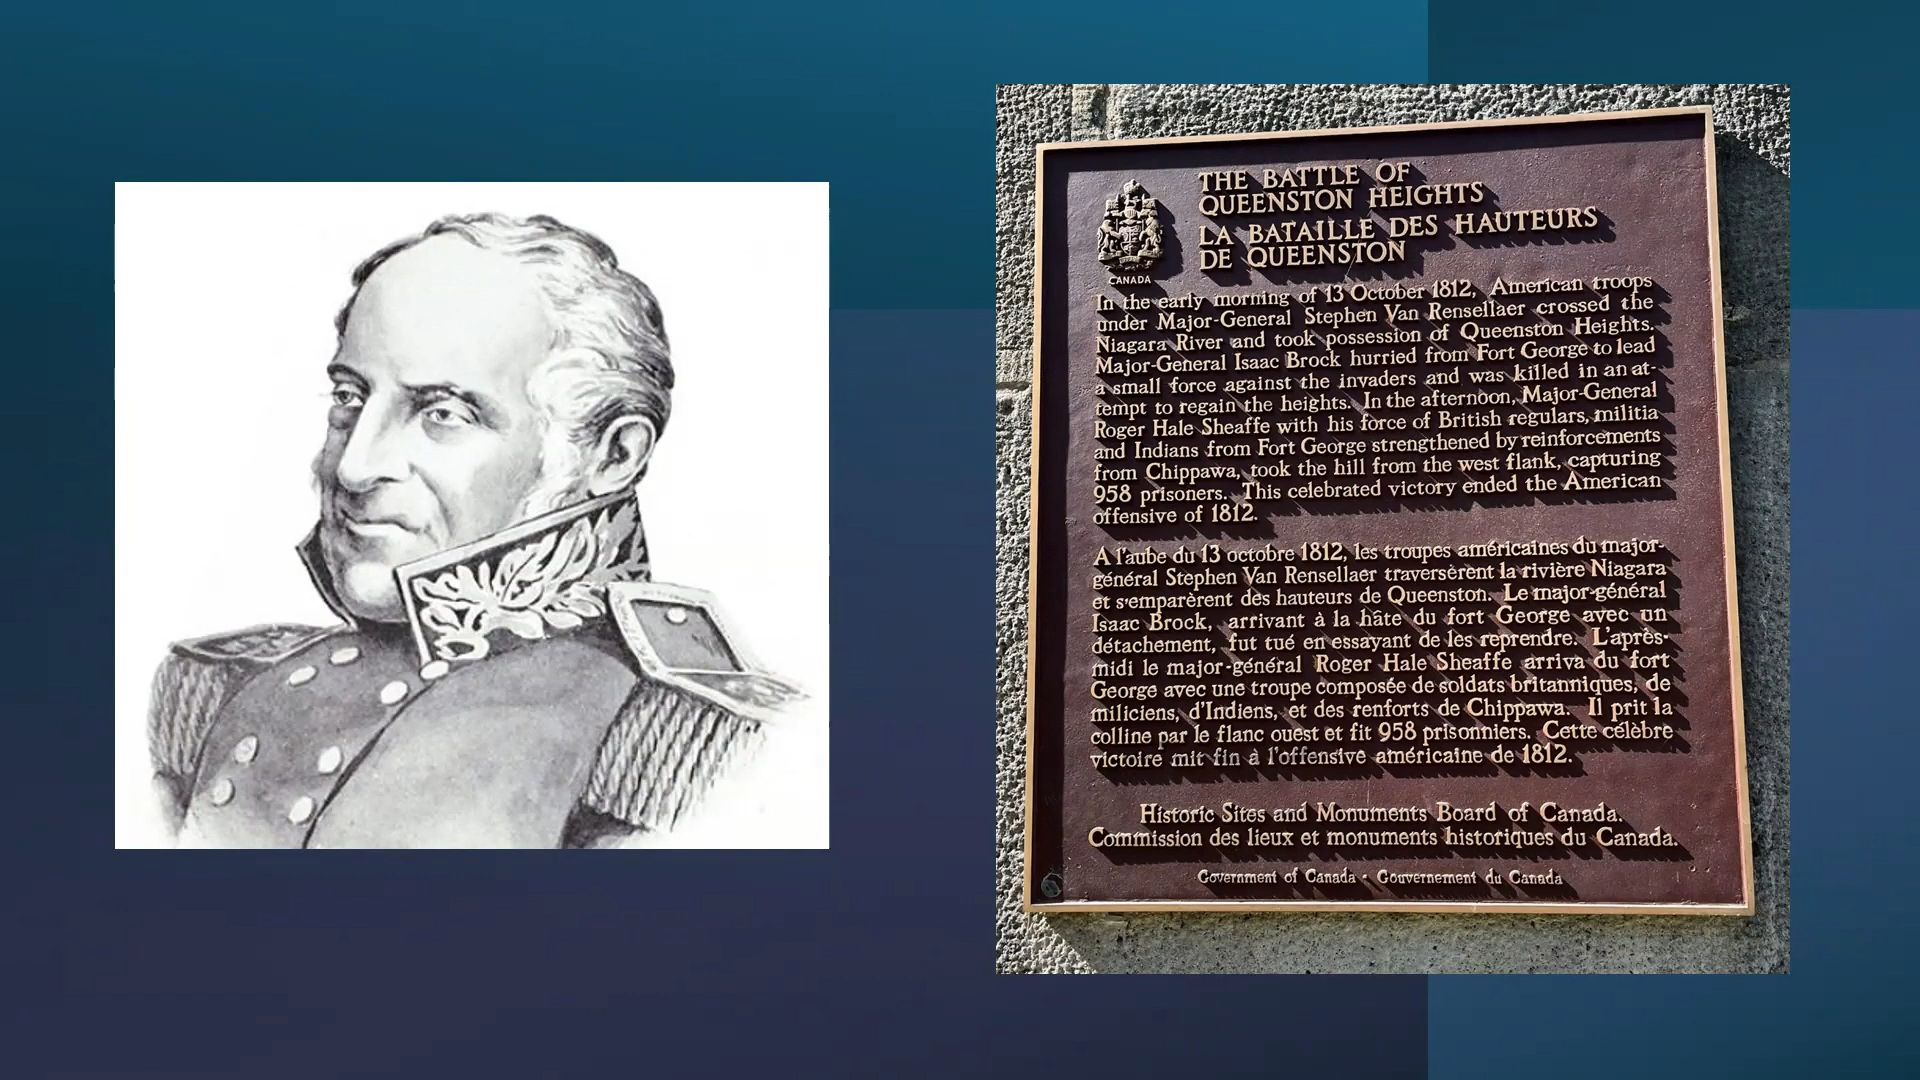 THE BATTLE OF
QUEENSTON HEIGHTS
LA BATAILLE DES HAUTEURS
DE QUEENSTON
CANADA
In the early morning of 13 October 1812, American troops
under Major-General Stephen Van Rensellaer crossed the
Niagara River and took possession of Queenston Heights.
Major-General Isaac Brock hurried from Fort George to lead
a small force against the invaders and was killed in an at-
tempt to regain the heights. In the afternoon, Major-General
Roger Hale Sheaffe with his force of British regulars, militia
and Indians from Fort George strengthened by reinforcements
from Chippawa, took the hill from the west flank, capturing
958 prisoners. This celebrated victory ended the American
offensive of 1812.
A l'aube du 13 octobre 1812, les troupes américaines du major-
général Stephen Van Rensellaer traversèrent la rivière Niagara
et s'emparèrent des hauteurs de Queenston. Le major-général
Isaac Brock, arrivant à la hâte du fort George avec un
détachement, fut tué en essayant de les reprendre. L'après-
midi le major-général Roger Hale Sheaffe arriva du fort
George avec une troupe composée de soldats britanniques, de
miliciens, d'Indiens, et des renforts de Chippawa. Il prit la
colline par le flanc ouest et fit 958 prisonniers. Cette célèbre
victoire mit fin à l'offensive américaine de 1812.
Historic Sites and Monuments Board of Canada.
Commission des lieux et monuments historiques du Canada.
Government of Canada · Gouvernement du Canada